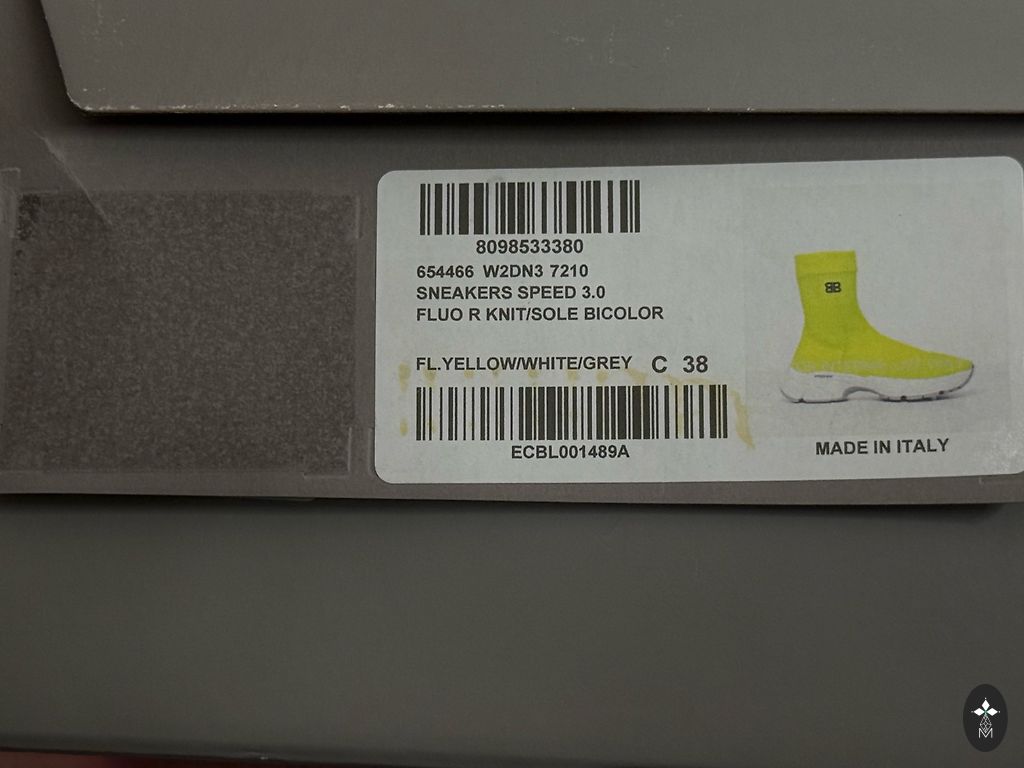 8098533380
654466 W2DN3 7210
SNEAKERS SPEED 3.0
FLUO R KNIT/SOLE BICOLOR
FL.YELLOW/WHITE/GREY C 38
ECBL001489A
MADE IN ITALY
M